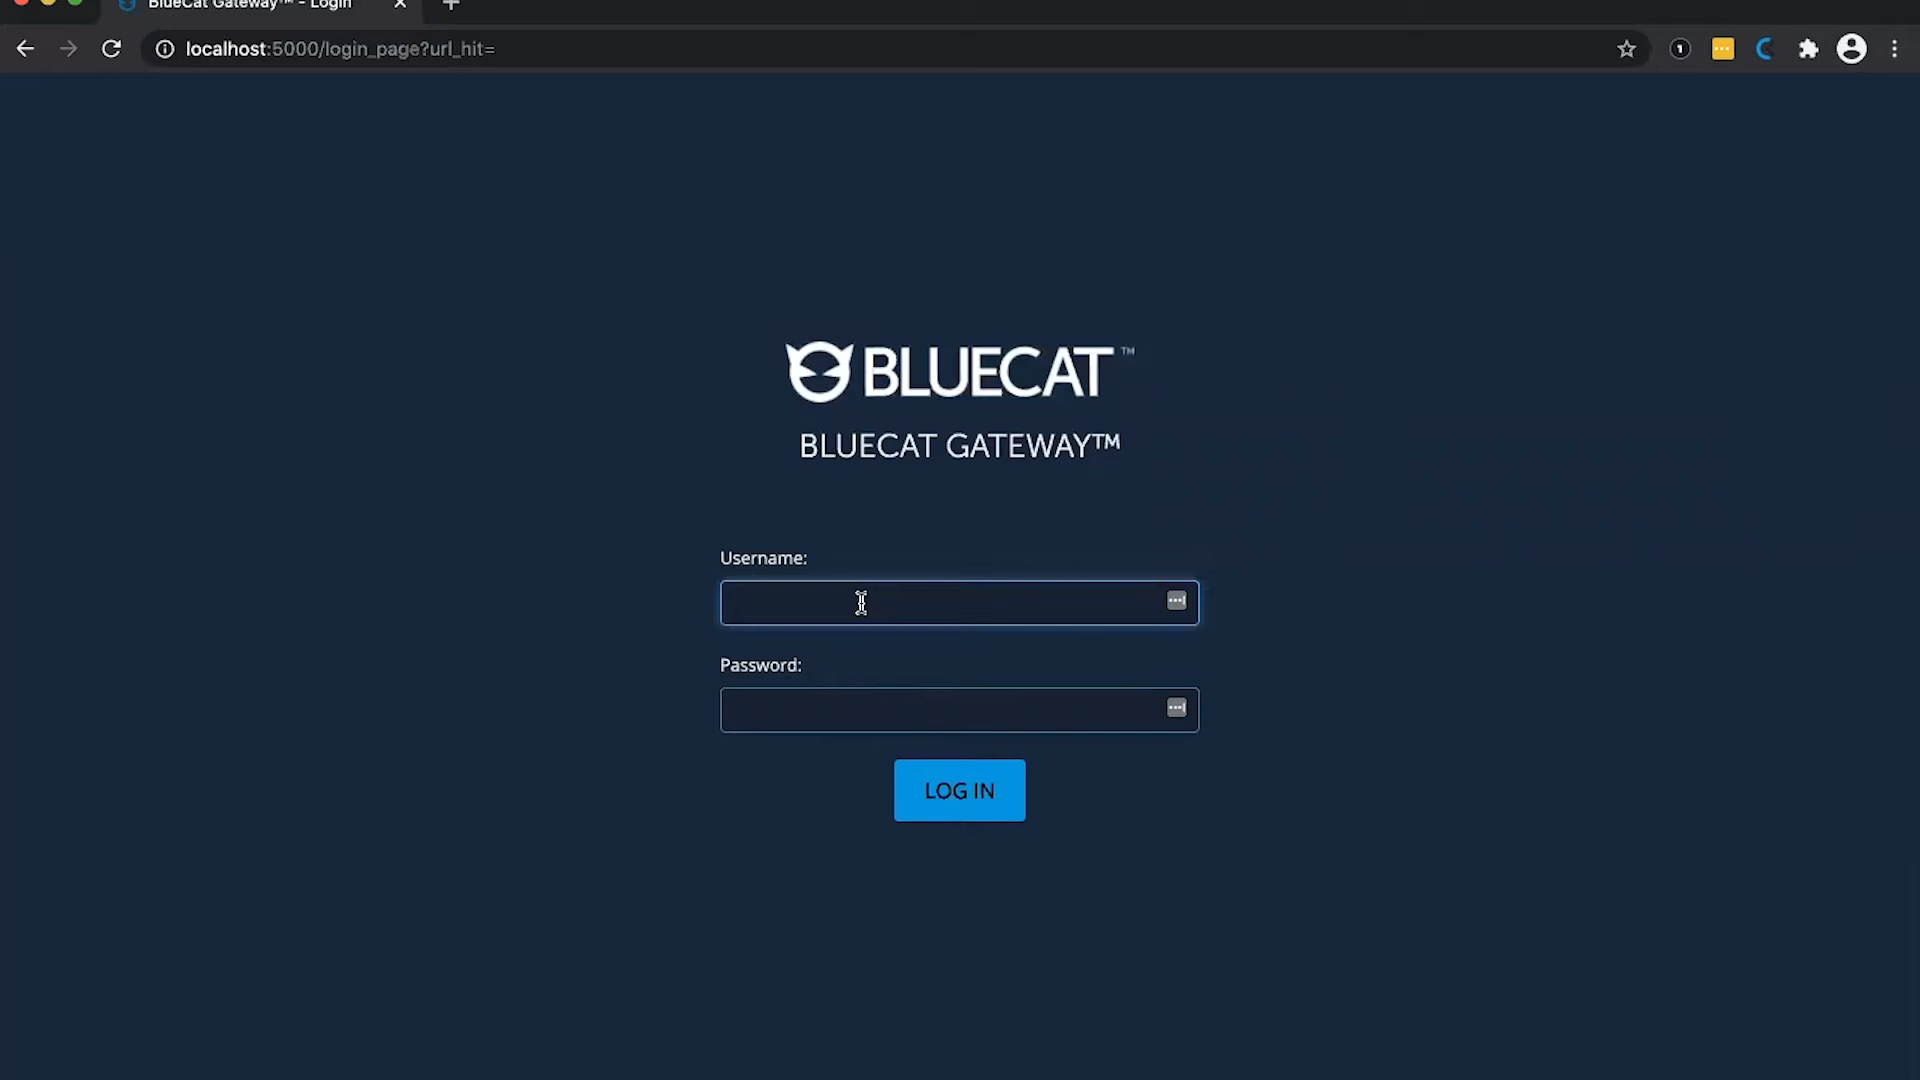 BlueCat Gateway™ - Login
localhost:5000/login_page?url_hit=
BLUECAT™
BLUECAT GATEWAY™
Username:
Password:
LOG IN